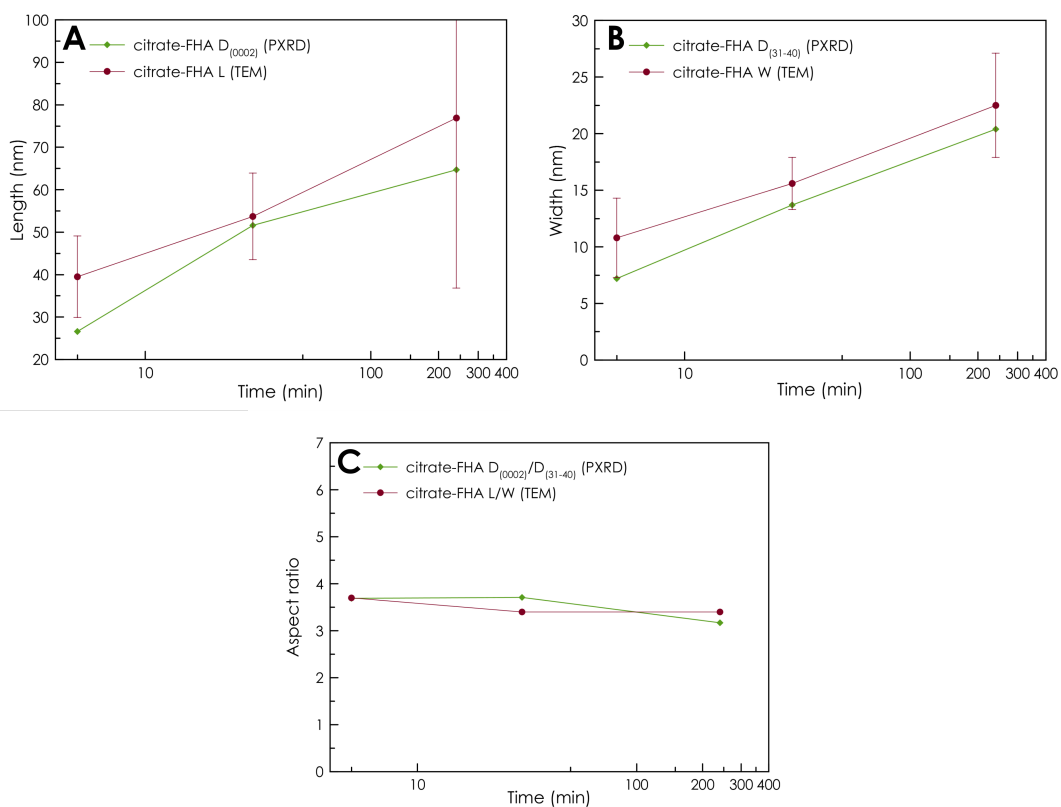 A
citrate-FHA D(0002) (PXRD)
citrate-FHA L (TEM)
100
90
80
70
60
50
40
30
20
Length (nm)
10 100 200 300 400
Time (min)
B
citrate-FHA D(31-40) (PXRD)
citrate-FHA W (TEM)
30
25
20
15
10
5
0
Width (nm)
10 100 200 300 400
Time (min)
C
citrate-FHA D(0002)/D(31-40) (PXRD)
citrate-FHA L/W (TEM)
7
6
5
4
3
2
1
0
Aspect ratio
10 100 200 300 400
Time (min)